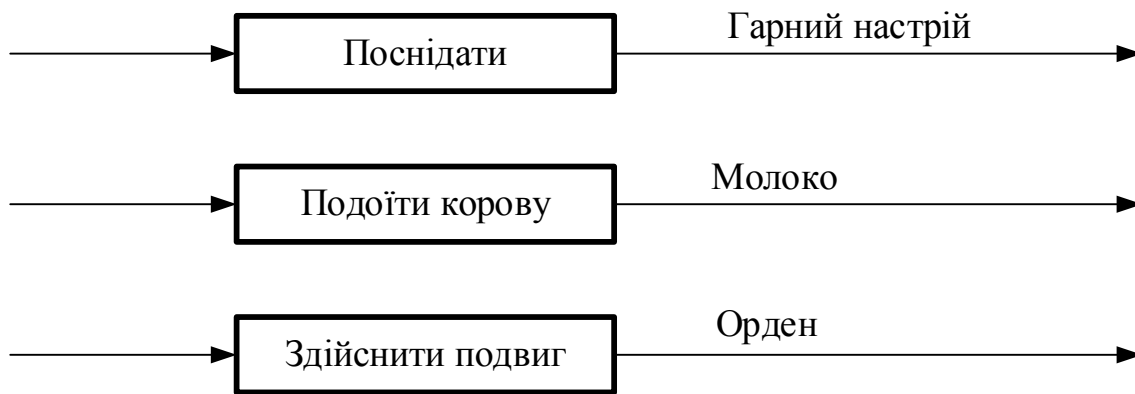 Поснідати
Гарний настрій
Подоїти корову
Молоко
Здійснити подвиг
Орден